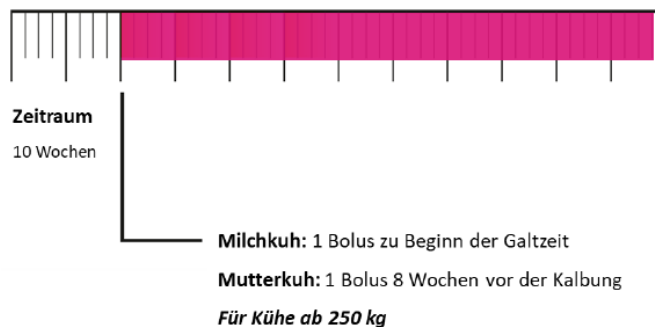 Zeitraum
10 Wochen
Milchkuh: 1 Bolus zu Beginn der Galtzeit
Mutterkuh: 1 Bolus 8 Wochen vor der Kalbung
Für Kühe ab 250 kg